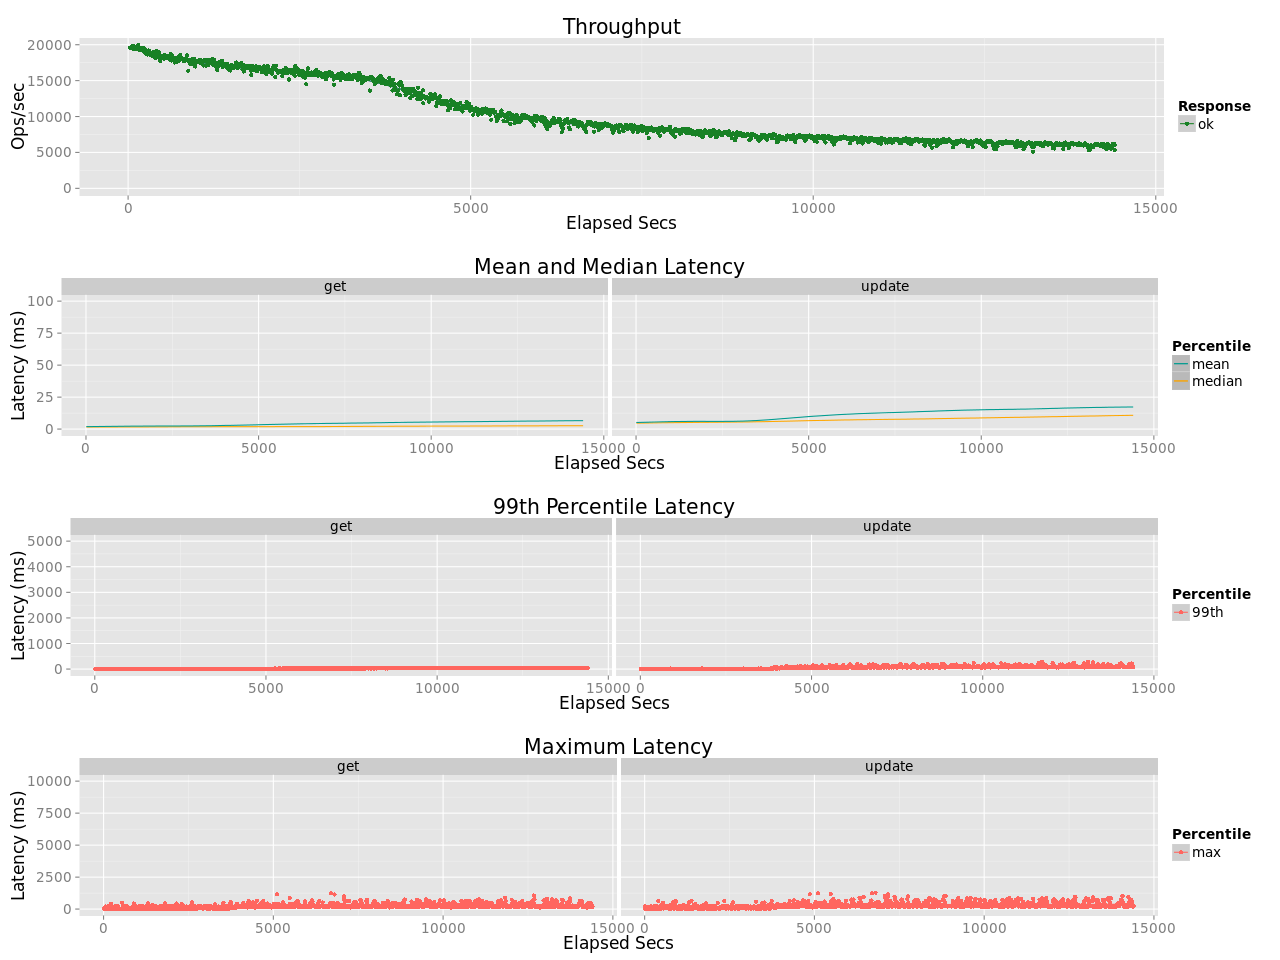 Throughput
20000
15000
10000
5000
0
Ops/sec
0 5000 10000 15000
Elapsed Secs
Response
ok
Mean and Median Latency
get update
100
75
50
25
0
Latency (ms)
0 5000 10000 15000 0 5000 10000 15000
Elapsed Secs
Percentile
mean
median
99th Percentile Latency
get update
5000
4000
3000
2000
1000
0
Latency (ms)
0 5000 10000 15000 0 5000 10000 15000
Elapsed Secs
Percentile
99th
Maximum Latency
get update
10000
7500
5000
2500
0
Latency (ms)
0 5000 10000 15000 0 5000 10000 15000
Elapsed Secs
Percentile
max